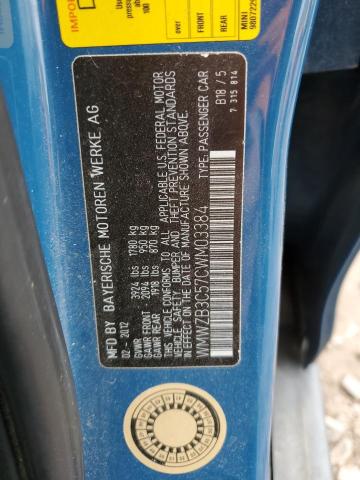 MFD BY BAYERISCHE MOTOREN WERKE AG
02 - 2012
GVWR 3924 lbs 1780 kg
GAWR FRONT 2094 lbs 950 kg
GAWR REAR 1918 lbs 870 kg
THIS VEHICLE CONFORMS TO ALL APPLICABLE U.S. FEDERAL MOTOR
VEHICLE SAFETY, BUMPER AND THEFT PREVENTION STANDARDS
IN EFFECT ON THE DATE OF MANUFACTURE SHOWN ABOVE.
WMWZB3C57CWM03384 TYPE: PASSENGER CAR
B18 / 5
7 315 814
over
FRONT
REAR
MINI
100